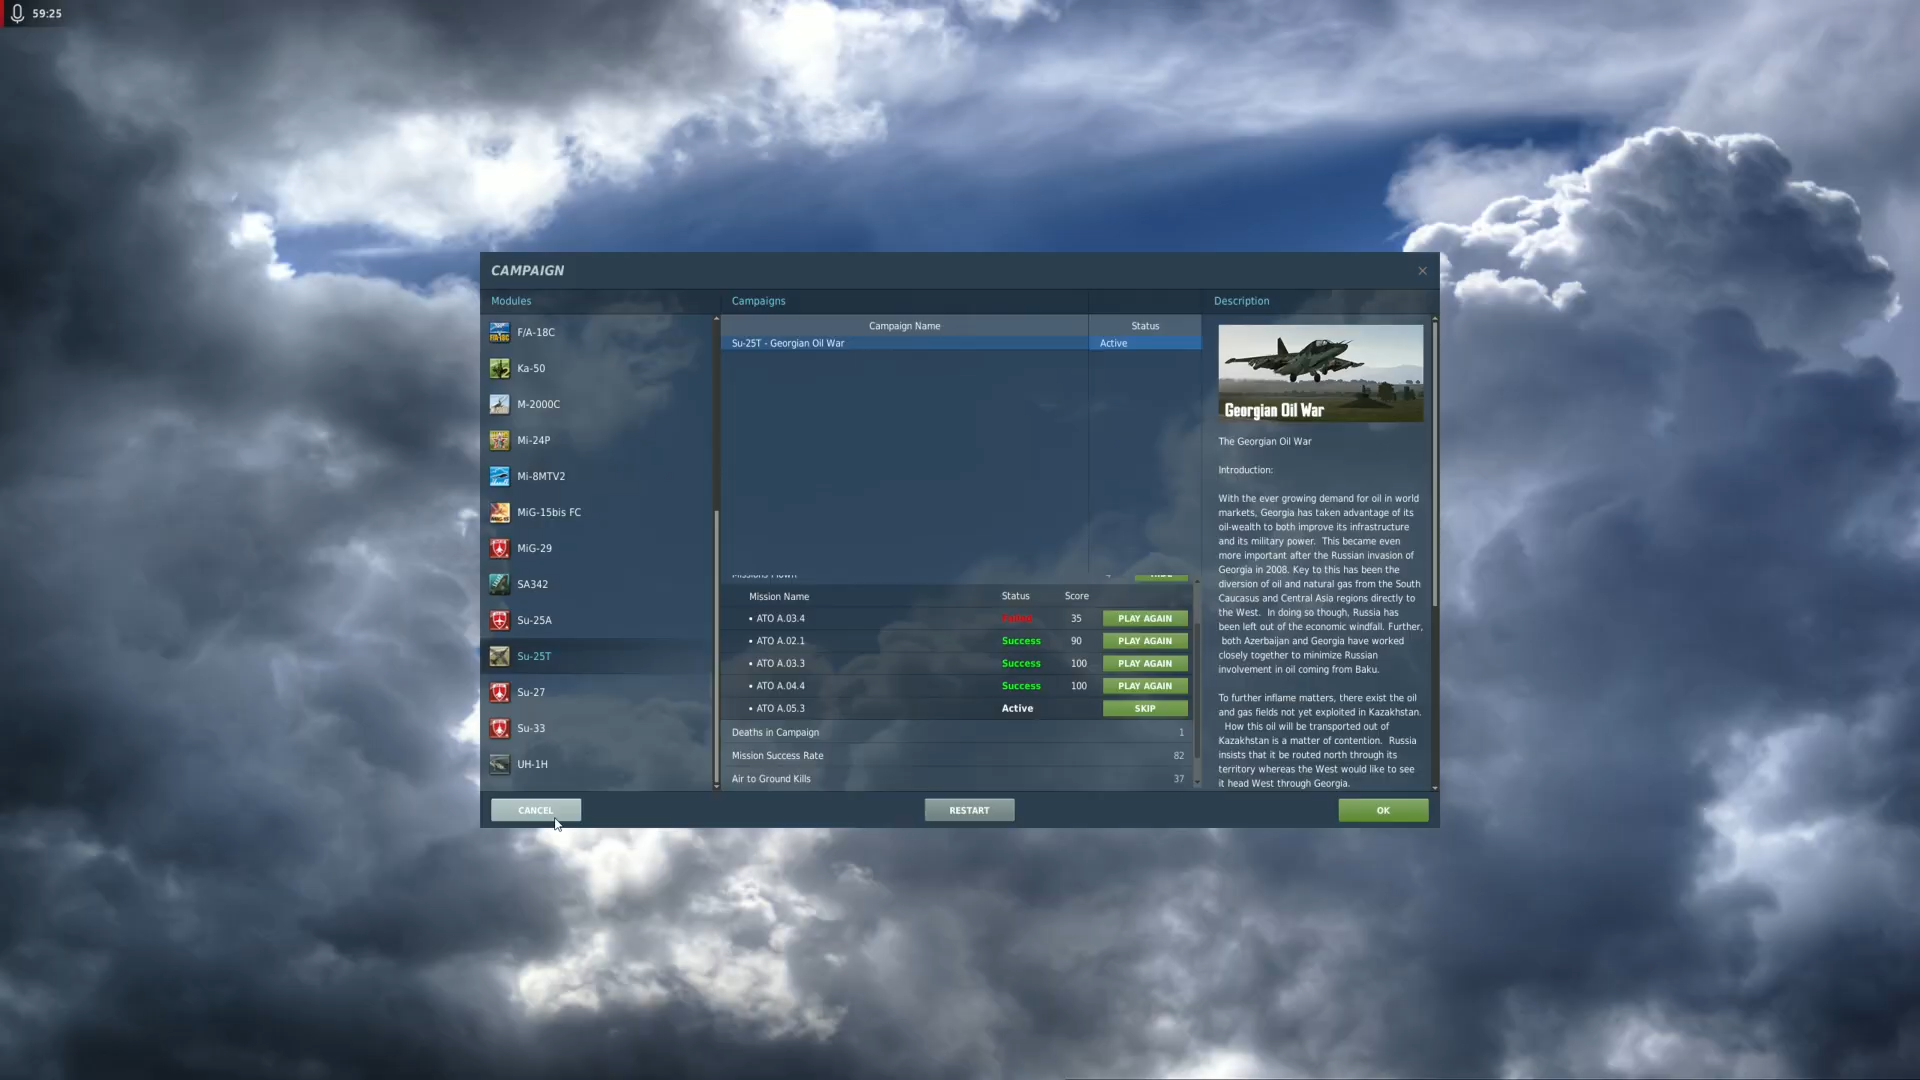 59:25
CAMPAIGN
Modules
Campaigns
Description
F/A-18C
Ka-50
M-2000C
Mi-24P
Mi-8MTV2
MiG-15bis FC
MiG-29
SA342
Su-25A
Su-25T
Su-27
Su-33
UH-1H
Campaign Name Status
Su-25T - Georgian Oil War Active
Mission Name Status Score
• ATO A.03.4 35 PLAY AGAIN
• ATO A.02.1 Success 90 PLAY AGAIN
• ATO A.03.3 Success 100 PLAY AGAIN
• ATO A.04.4 Success 100 PLAY AGAIN
• ATO A.05.3 Active SKIP
Deaths in Campaign 1
Mission Success Rate 82
Air to Ground Kills 37
Georgian Oil War
The Georgian Oil War
Introduction:
With the ever growing demand for oil in world
markets, Georgia has taken advantage of its
oil-wealth to both improve its infrastructure
and its military power. This became even
more important after the Russian invasion of
Georgia in 2008. Key to this has been the
diversion of oil and natural gas from the South
Caucasus and Central Asia regions directly to
the West. In doing so though, Russia has
been left out of the economic windfall. Further,
both Azerbaijan and Georgia have worked
closely together to minimize Russian
involvement in oil coming from Baku.
To further inflame matters, there exist the oil
and gas fields not yet exploited in Kazakhstan.
How this oil will be transported out of
Kazakhstan is a matter of contention. Russia
insists that it be routed north through its
territory whereas the West would like to see
it head West through Georgia.
CANCEL
RESTART
OK